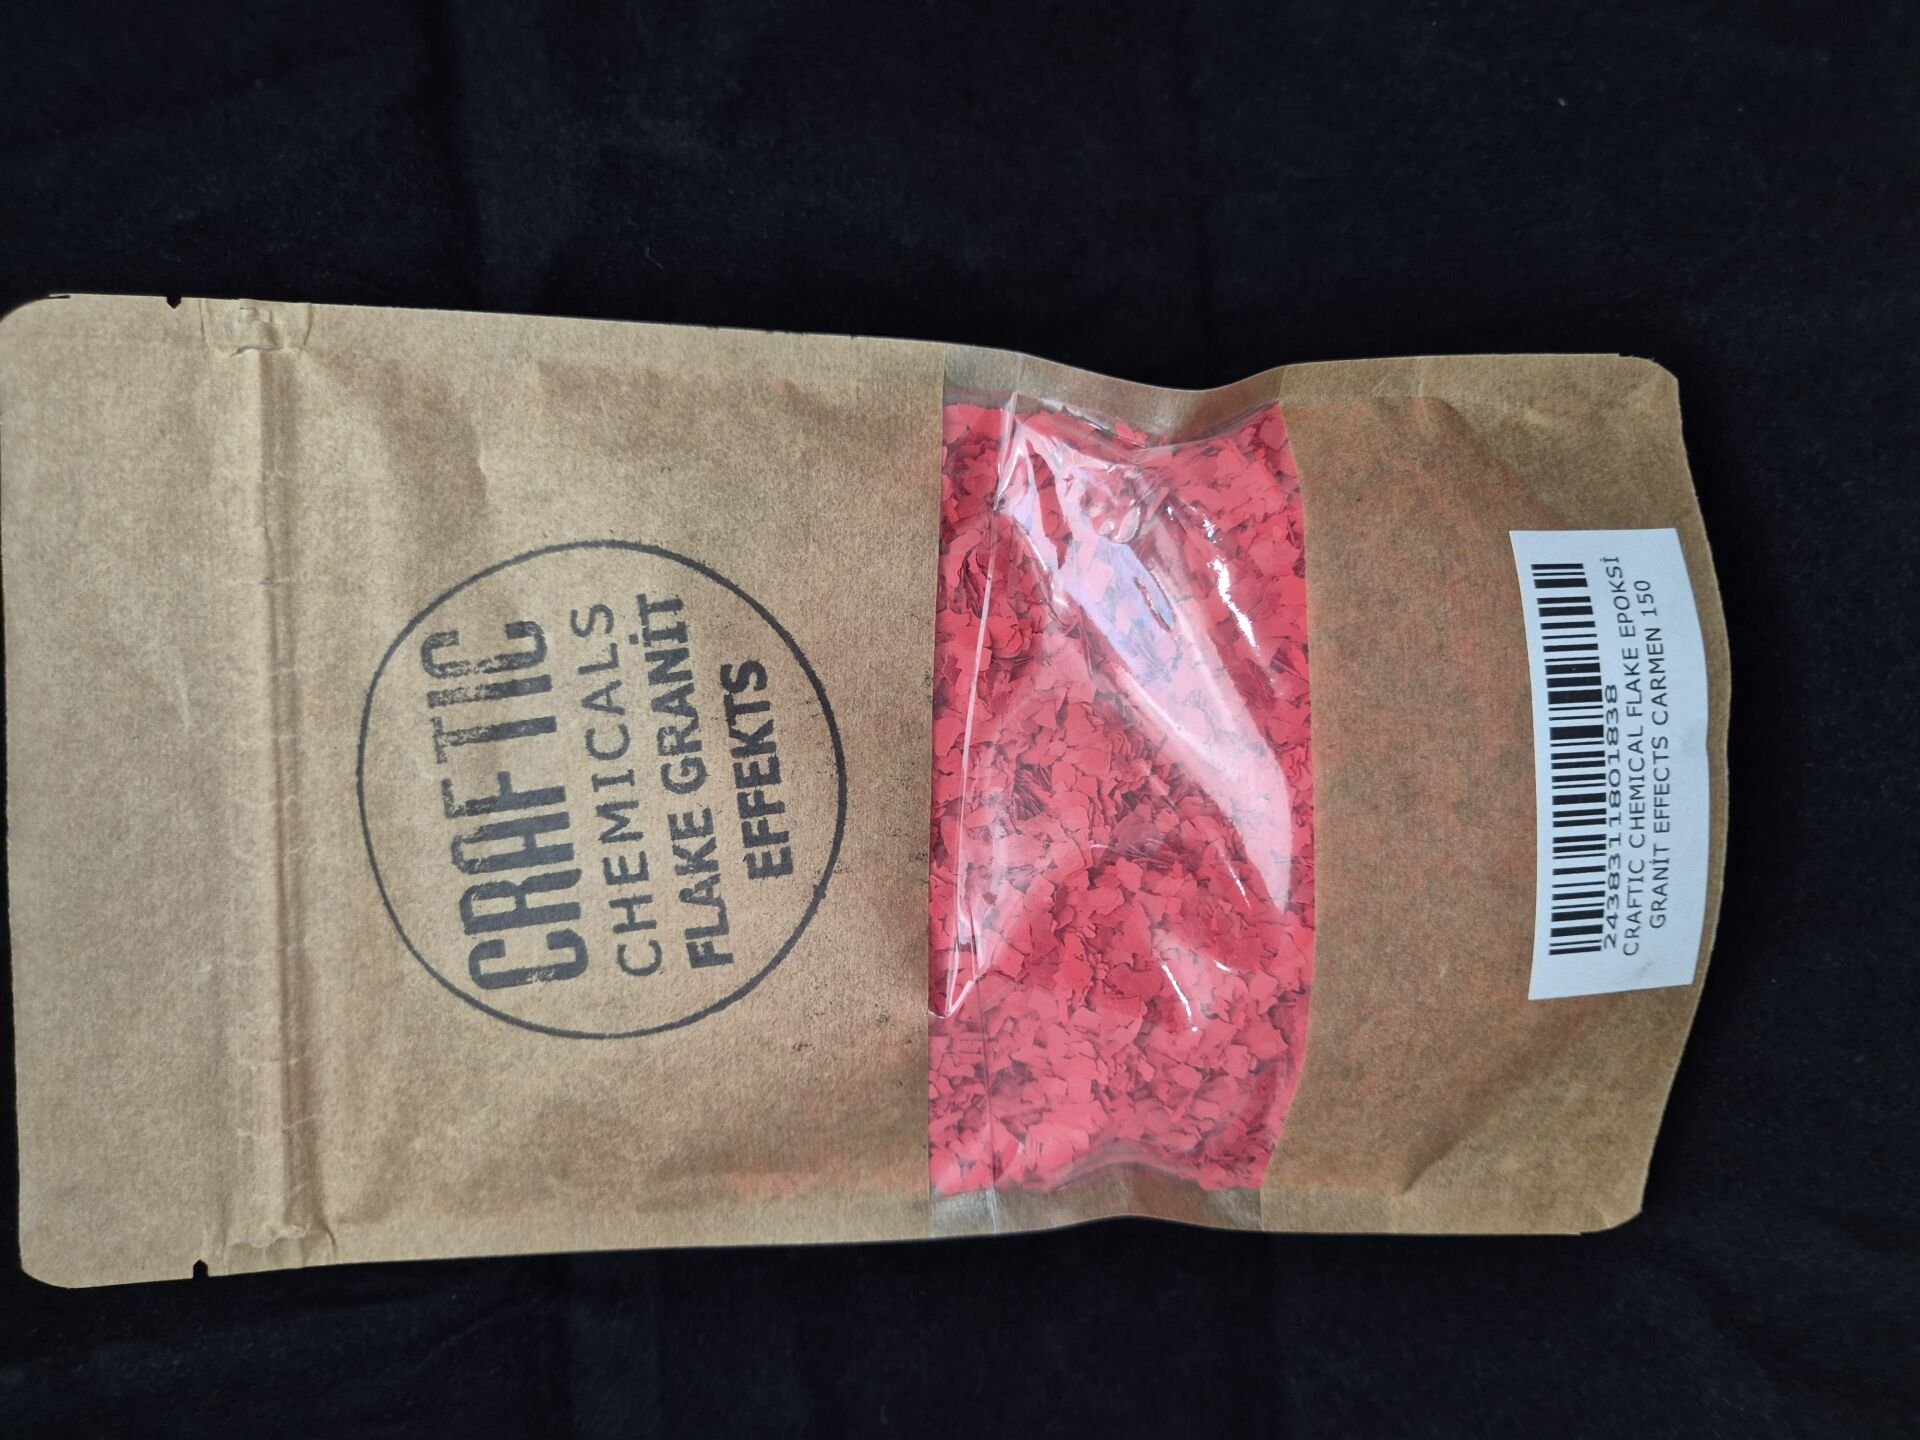 CRAFTIC
CHEMICALS
FLAKE GRANİT
EFFEKTS
2438311801838
CRAFTIC CHEMICAL FLAKE EPOKSİ
GRANİT EFFECTS CARMEN 150